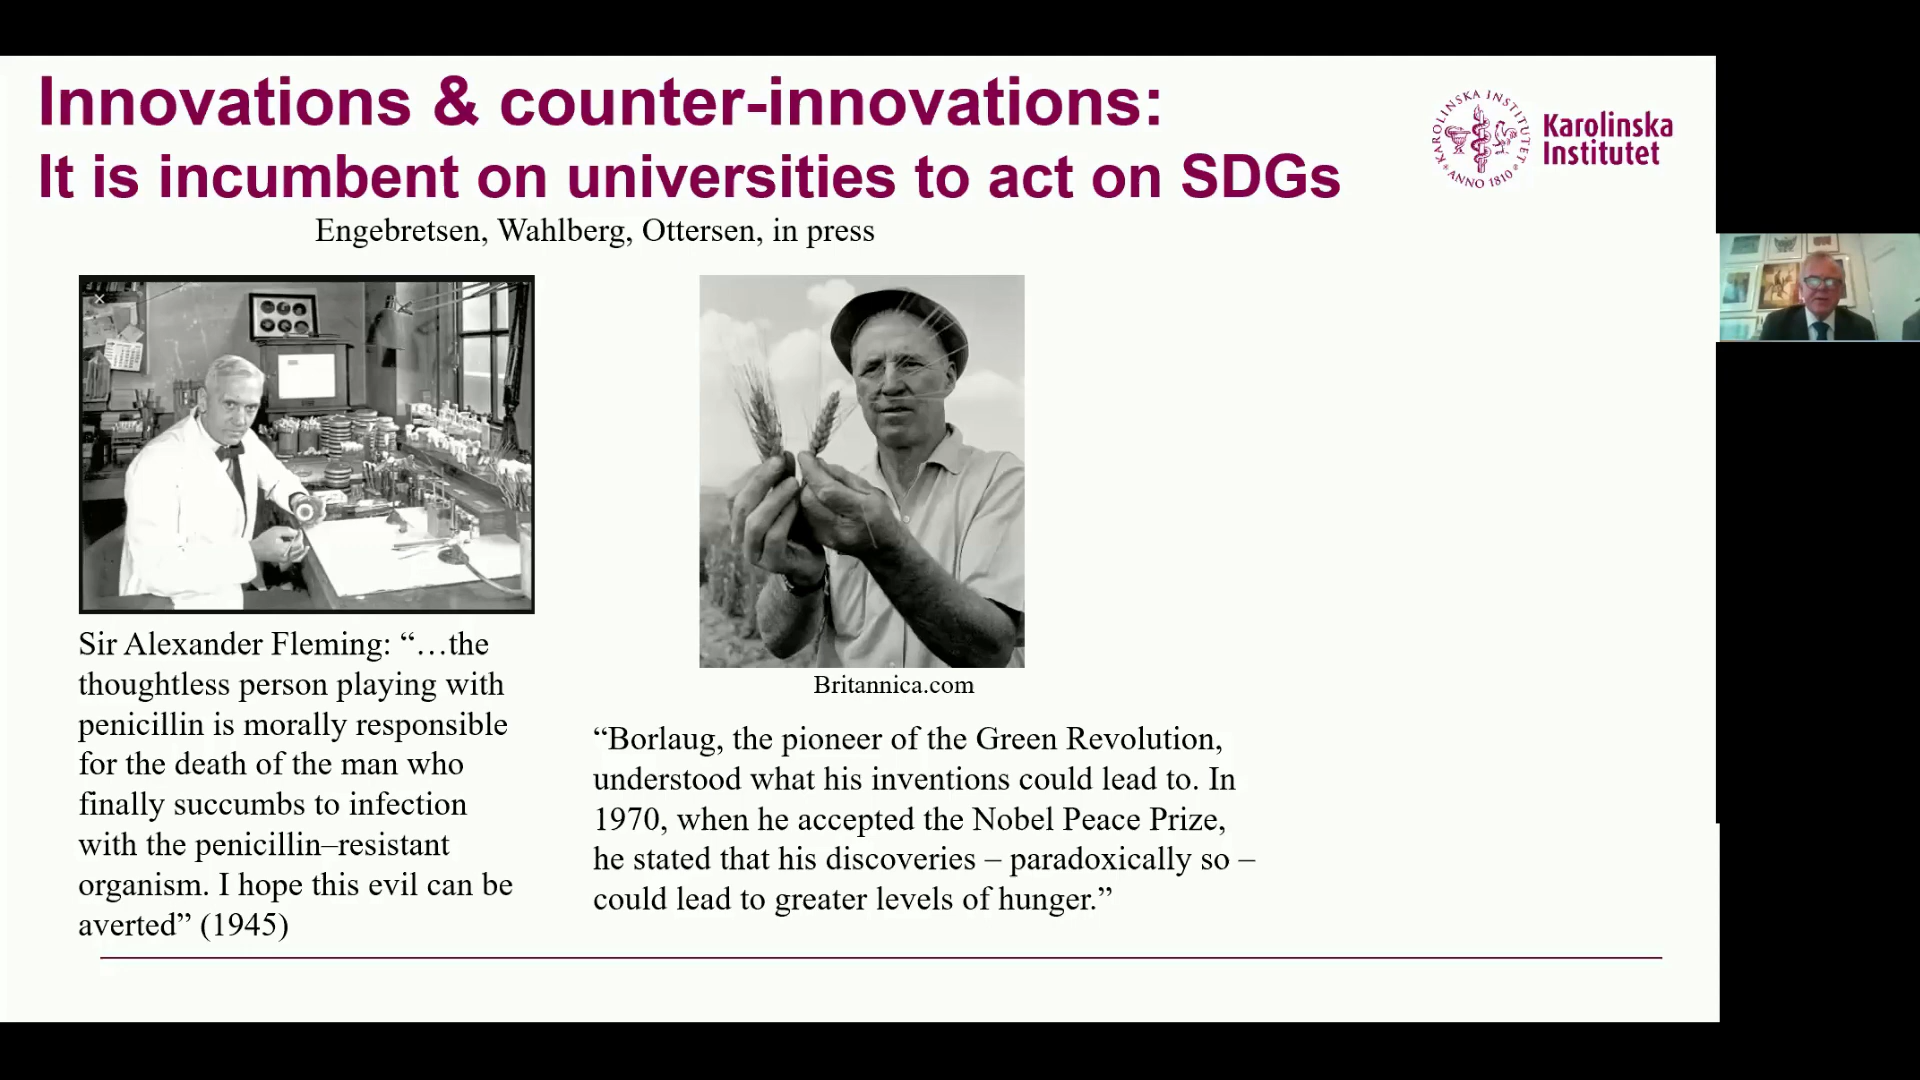 Innovations & counter-innovations:
It is incumbent on universities to act on SDGs
Engebretsen, Wahlberg, Ottersen, in press
KAROLINSKA INSTITUTET
ANNO 1810
Karolinska
Institutet
Sir Alexander Fleming: “…the
thoughtless person playing with
penicillin is morally responsible
for the death of the man who
finally succumbs to infection
with the penicillin–resistant
organism. I hope this evil can be
averted” (1945)
Britannica.com
“Borlaug, the pioneer of the Green Revolution,
understood what his inventions could lead to. In
1970, when he accepted the Nobel Peace Prize,
he stated that his discoveries – paradoxically so –
could lead to greater levels of hunger.”